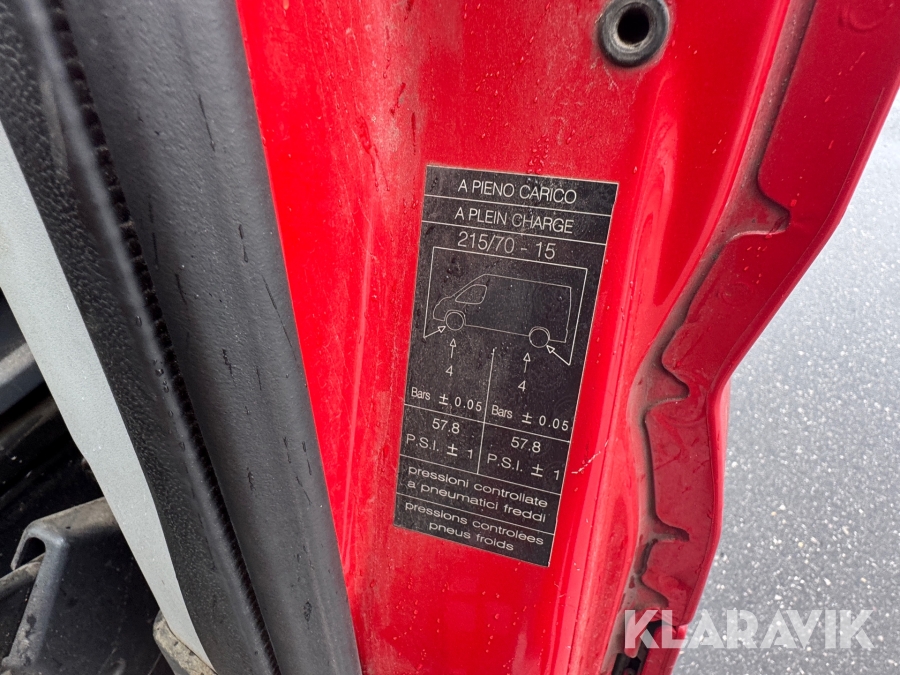 A PIENO CARICO
A PLEIN CHARGE
215/70 - 15
4 4
Bars ± 0.05 Bars ± 0.05
57.8 57.8
P.S.I. ± 1 P.S.I. ± 1
pressioni controllate
a pneumatici freddi
pressions controleés
pneus froids
KLARAVIK